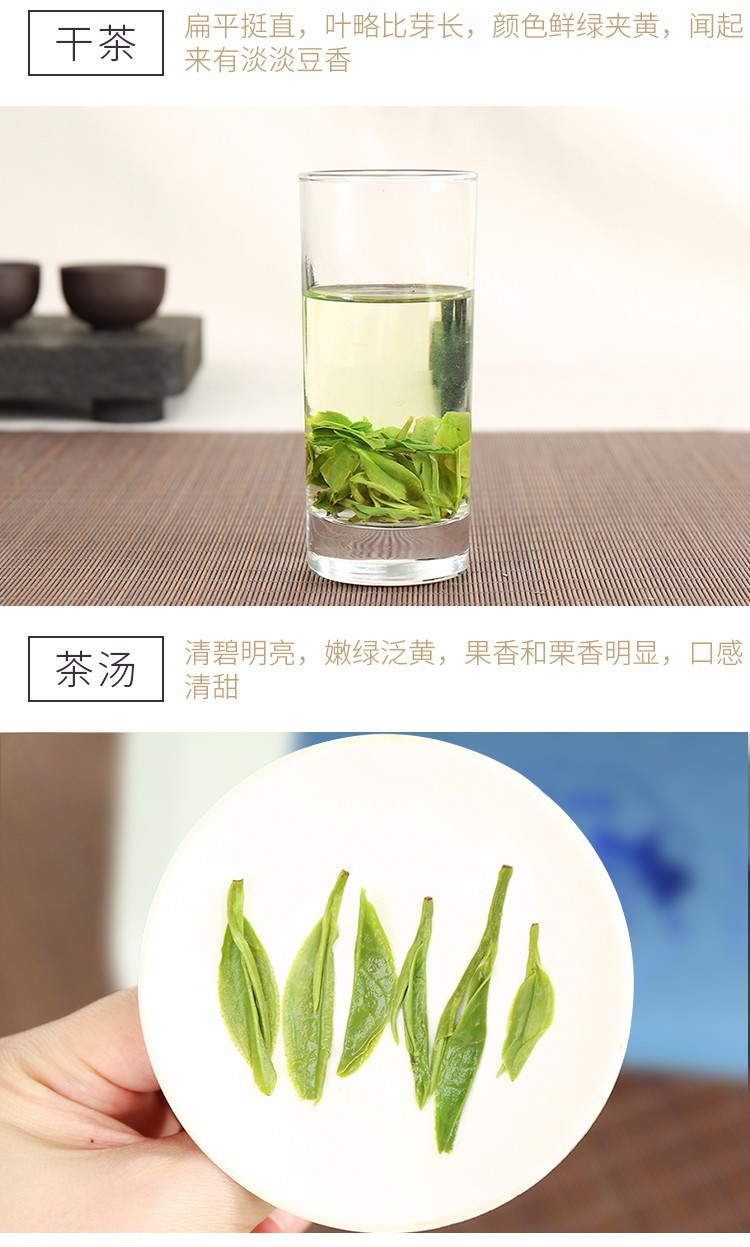 干茶
扁平挺直，叶略比芽长，颜色鲜绿夹黄，闻起
来有淡淡豆香
茶汤
清碧明亮，嫩绿泛黄，果香和栗香明显，口感
清甜